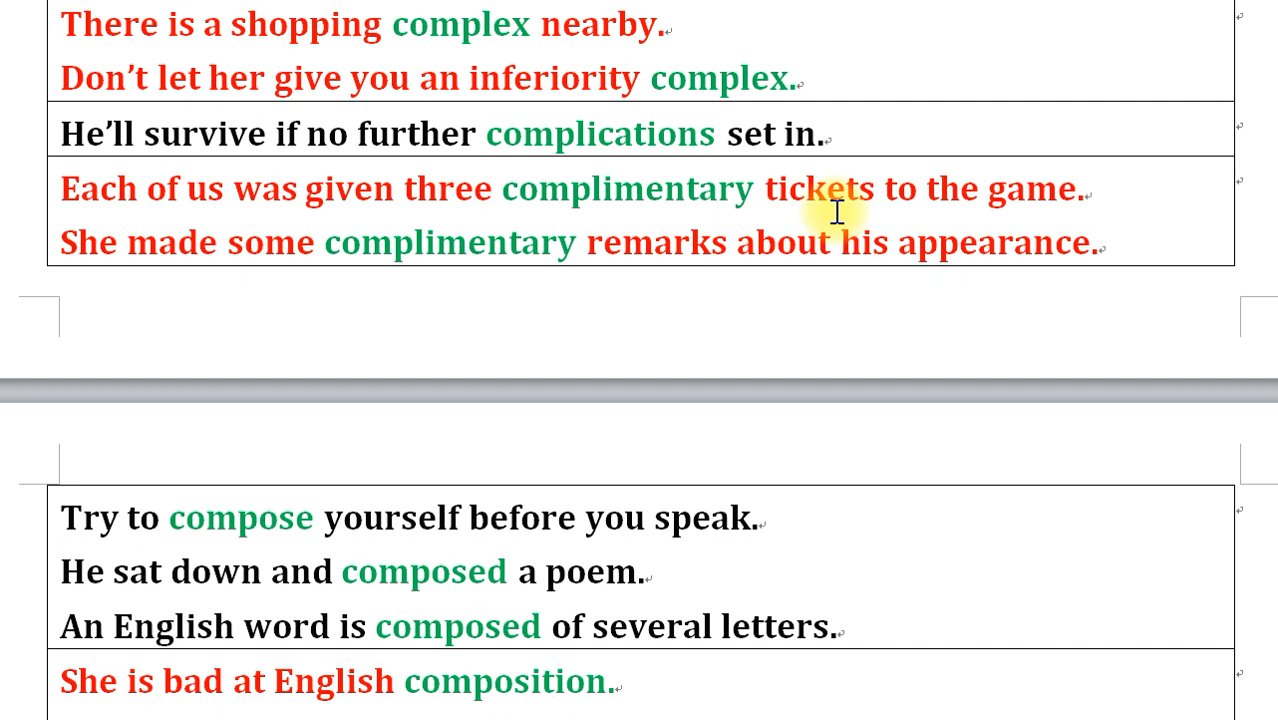 There is a shopping complex nearby.
Don’t let her give you an inferiority complex.
He’ll survive if no further complications set in.
Each of us was given three complimentary tickets to the game.
She made some complimentary remarks about his appearance.
Try to compose yourself before you speak.
He sat down and composed a poem.
An English word is composed of several letters.
She is bad at English composition.